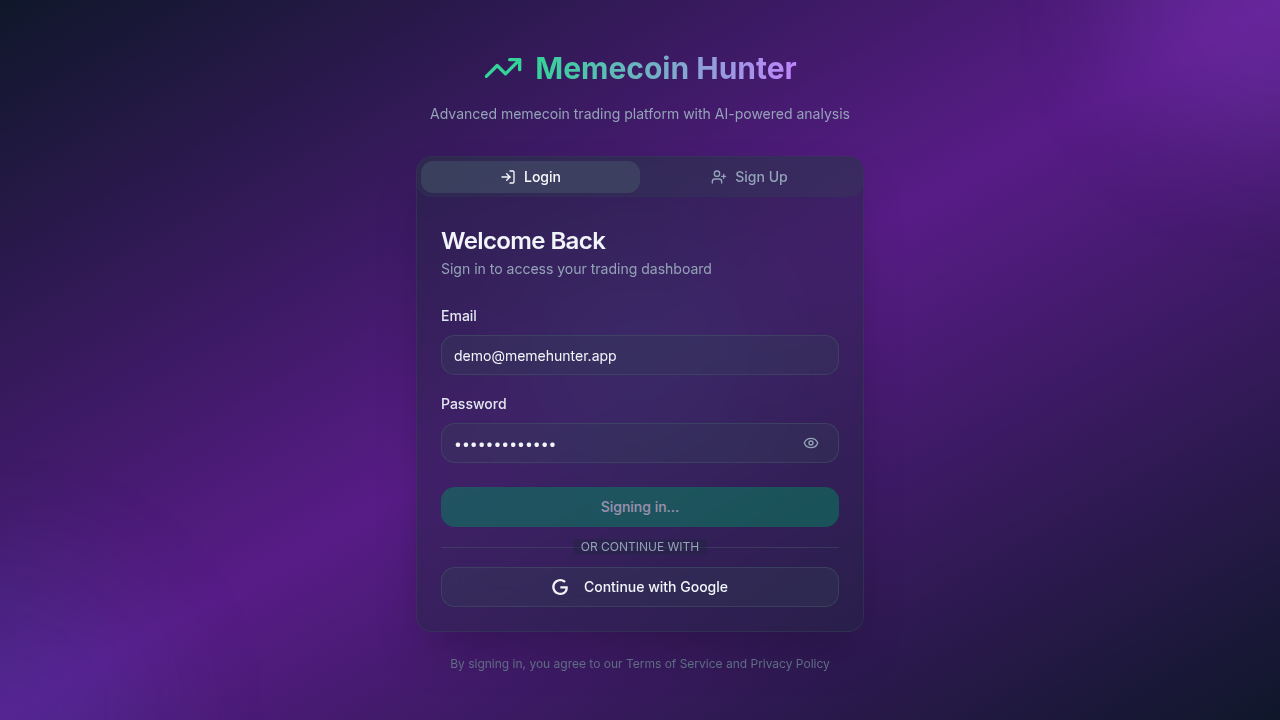 Memecoin Hunter
Advanced memecoin trading platform with AI-powered analysis
Login
Sign Up
Welcome Back
Sign in to access your trading dashboard
Email
demo@memehunter.app
Password
•••••••••••••
Signing in...
OR CONTINUE WITH
Continue with Google
By signing in, you agree to our Terms of Service and Privacy Policy